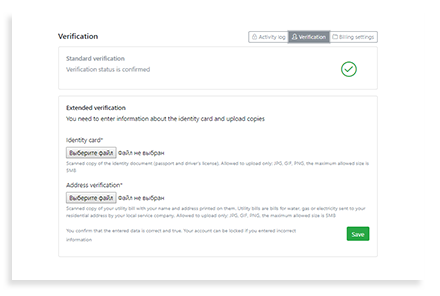 Verification
Activity log
Verification
Billing settings
Standard verification
Verification status is confirmed
Extended verification
You need to enter information about the identity card and upload copies
Identity card*
Выберите файл Файл не выбран
Scanned copy of the identity document (passport and driver's license). Allowed to upload only: JPG, GIF, PNG, the maximum allowed size is
5MB
Address verification*
Выберите файл Файл не выбран
Scanned copy of your utility bill with your name and address printed on them. Utility bills are bills for water, gas or electricity sent to your
residential address by your local service company. Allowed to upload only: JPG, GIF, PNG, the maximum allowed size is 5MB
You confirm that the entered data is correct and true. Your account can be locked if you entered incorrect
information
Save